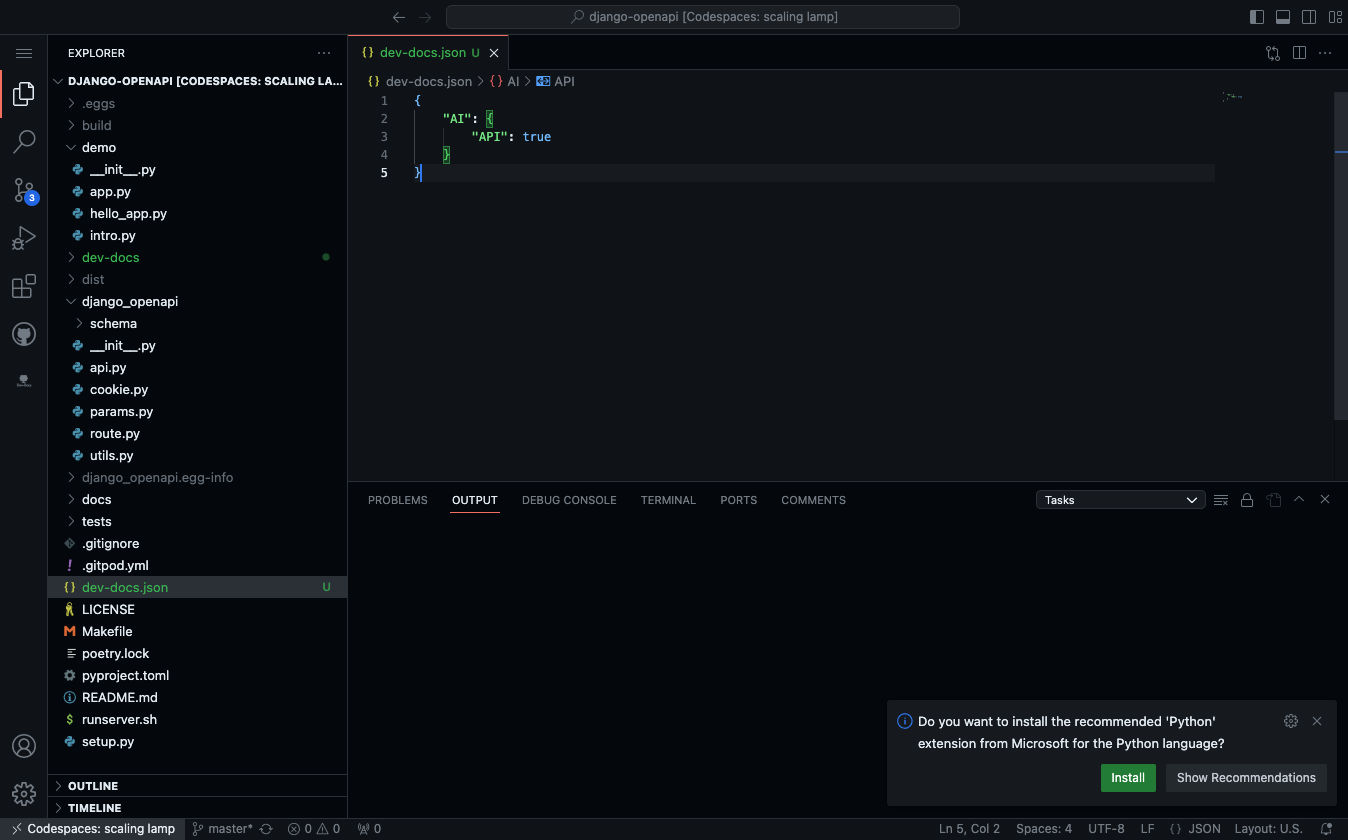 django-openapi [Codespaces: scaling lamp]
EXPLORER
DJANGO-OPENAPI [CODESPACES: SCALING LA...
.eggs
build
demo
__init__.py
app.py
hello_app.py
intro.py
dev-docs
dist
django_openapi
schema
__init__.py
api.py
cookie.py
params.py
route.py
utils.py
django_openapi.egg-info
docs
tests
.gitignore
! .gitpod.yml
{} dev-docs.json U
LICENSE
M Makefile
poetry.lock
pyproject.toml
README.md
$ runserver.sh
setup.py
OUTLINE
TIMELINE
3
{} dev-docs.json U
{} dev-docs.json > {} AI > API
1 {
2 "AI": {
3 "API": true
4 }
5 }
PROBLEMS OUTPUT DEBUG CONSOLE TERMINAL PORTS COMMENTS Tasks
Do you want to install the recommended 'Python'
extension from Microsoft for the Python language?
Install Show Recommendations
Codespaces: scaling lamp master* 0 0 0 Ln 5, Col 2 Spaces: 4 UTF-8 LF {} JSON Layout: U.S.